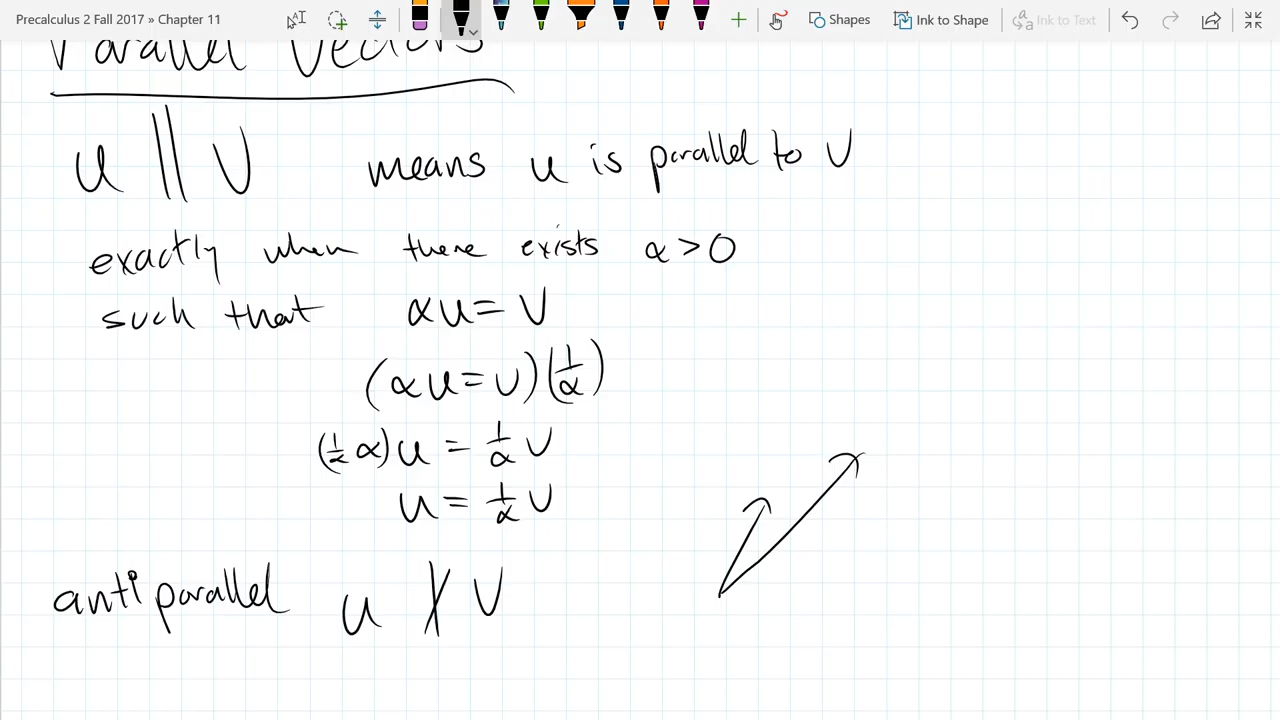 Precalculus 2 Fall 2017 » Chapter 11
Shapes
Ink to Shape
Ink to Text
Parallel Vectors
u ∥ v means u is parallel to v
exactly when there exists α > 0
such that αu = v
(αu = v)(1/α)
(1/α α)u = 1/α v
u = 1/α v
antiparallel u ∤ v